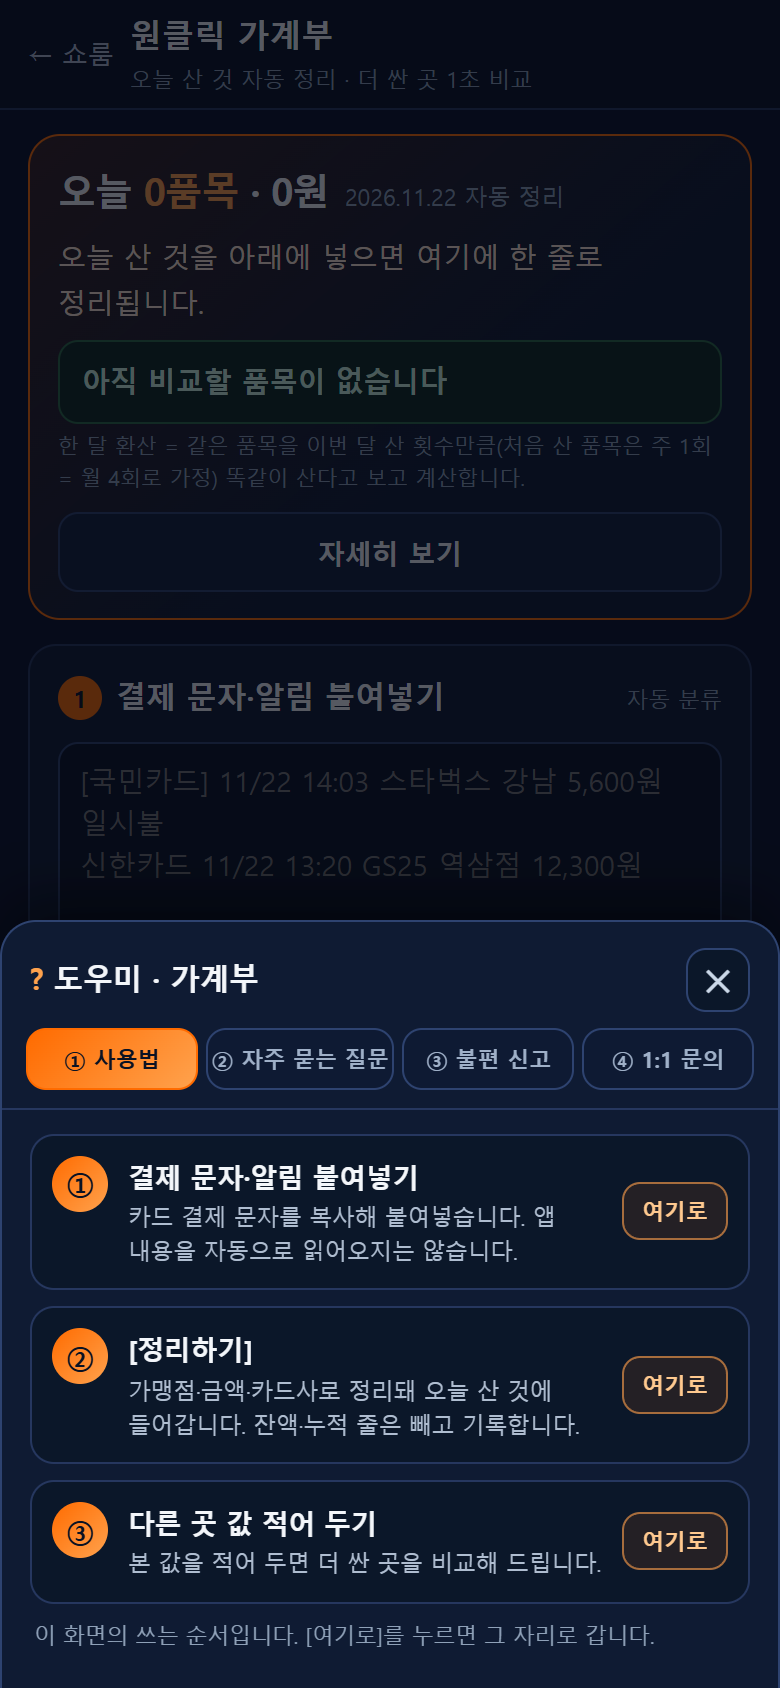 ← 쇼룸
원클릭 가계부
오늘 산 것 자동 정리 · 더 싼 곳 1초 비교
오늘 0품목 · 0원 2026.11.22 자동 정리
오늘 산 것을 아래에 넣으면 여기에 한 줄로
정리됩니다.
아직 비교할 품목이 없습니다
한 달 환산 = 같은 품목을 이번 달 산 횟수만큼(처음 산 품목은 주 1회
= 월 4회로 가정) 똑같이 산다고 보고 계산합니다.
자세히 보기
1 결제 문자·알림 붙여넣기 자동 분류
[국민카드] 11/22 14:03 스타벅스 강남 5,600원
일시불
신한카드 11/22 13:20 GS25 역삼점 12,300원
? 도우미 · 가계부 ✕
① 사용법 ② 자주 묻는 질문 ③ 불편 신고 ④ 1:1 문의
① 결제 문자·알림 붙여넣기
카드 결제 문자를 복사해 붙여넣습니다. 앱
내용을 자동으로 읽어오지는 않습니다.
여기로
② [정리하기]
가맹점·금액·카드사로 정리돼 오늘 산 것에
들어갑니다. 잔액·누적 줄은 빼고 기록합니다.
여기로
③ 다른 곳 값 적어 두기
본 값을 적어 두면 더 싼 곳을 비교해 드립니다.
여기로
이 화면의 쓰는 순서입니다. [여기로]를 누르면 그 자리로 갑니다.